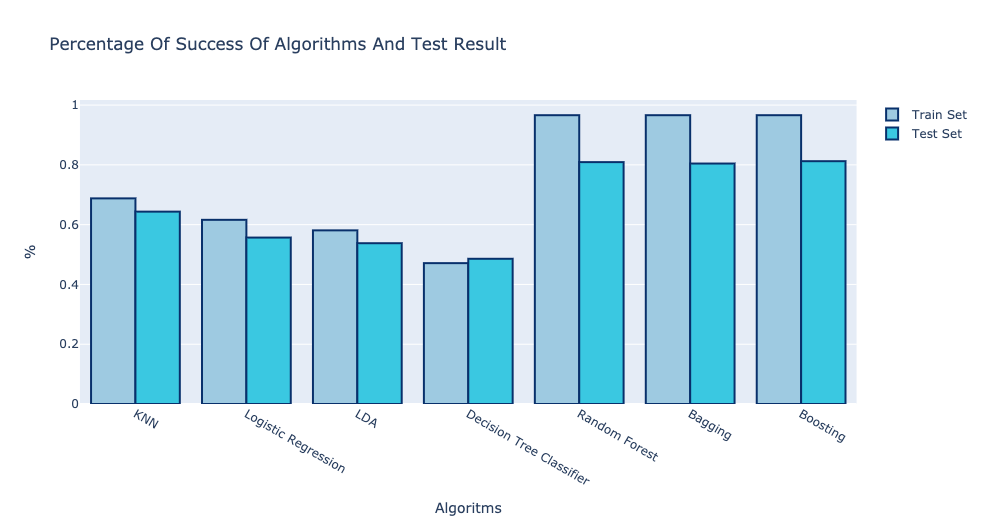 Percentage Of Success Of Algorithms And Test Result
Train Set
Test Set
%
1
0.8
0.6
0.4
0.2
0
KNN
Logistic Regression
LDA
Decision Tree Classifier
Random Forest
Bagging
Boosting
Algoritms